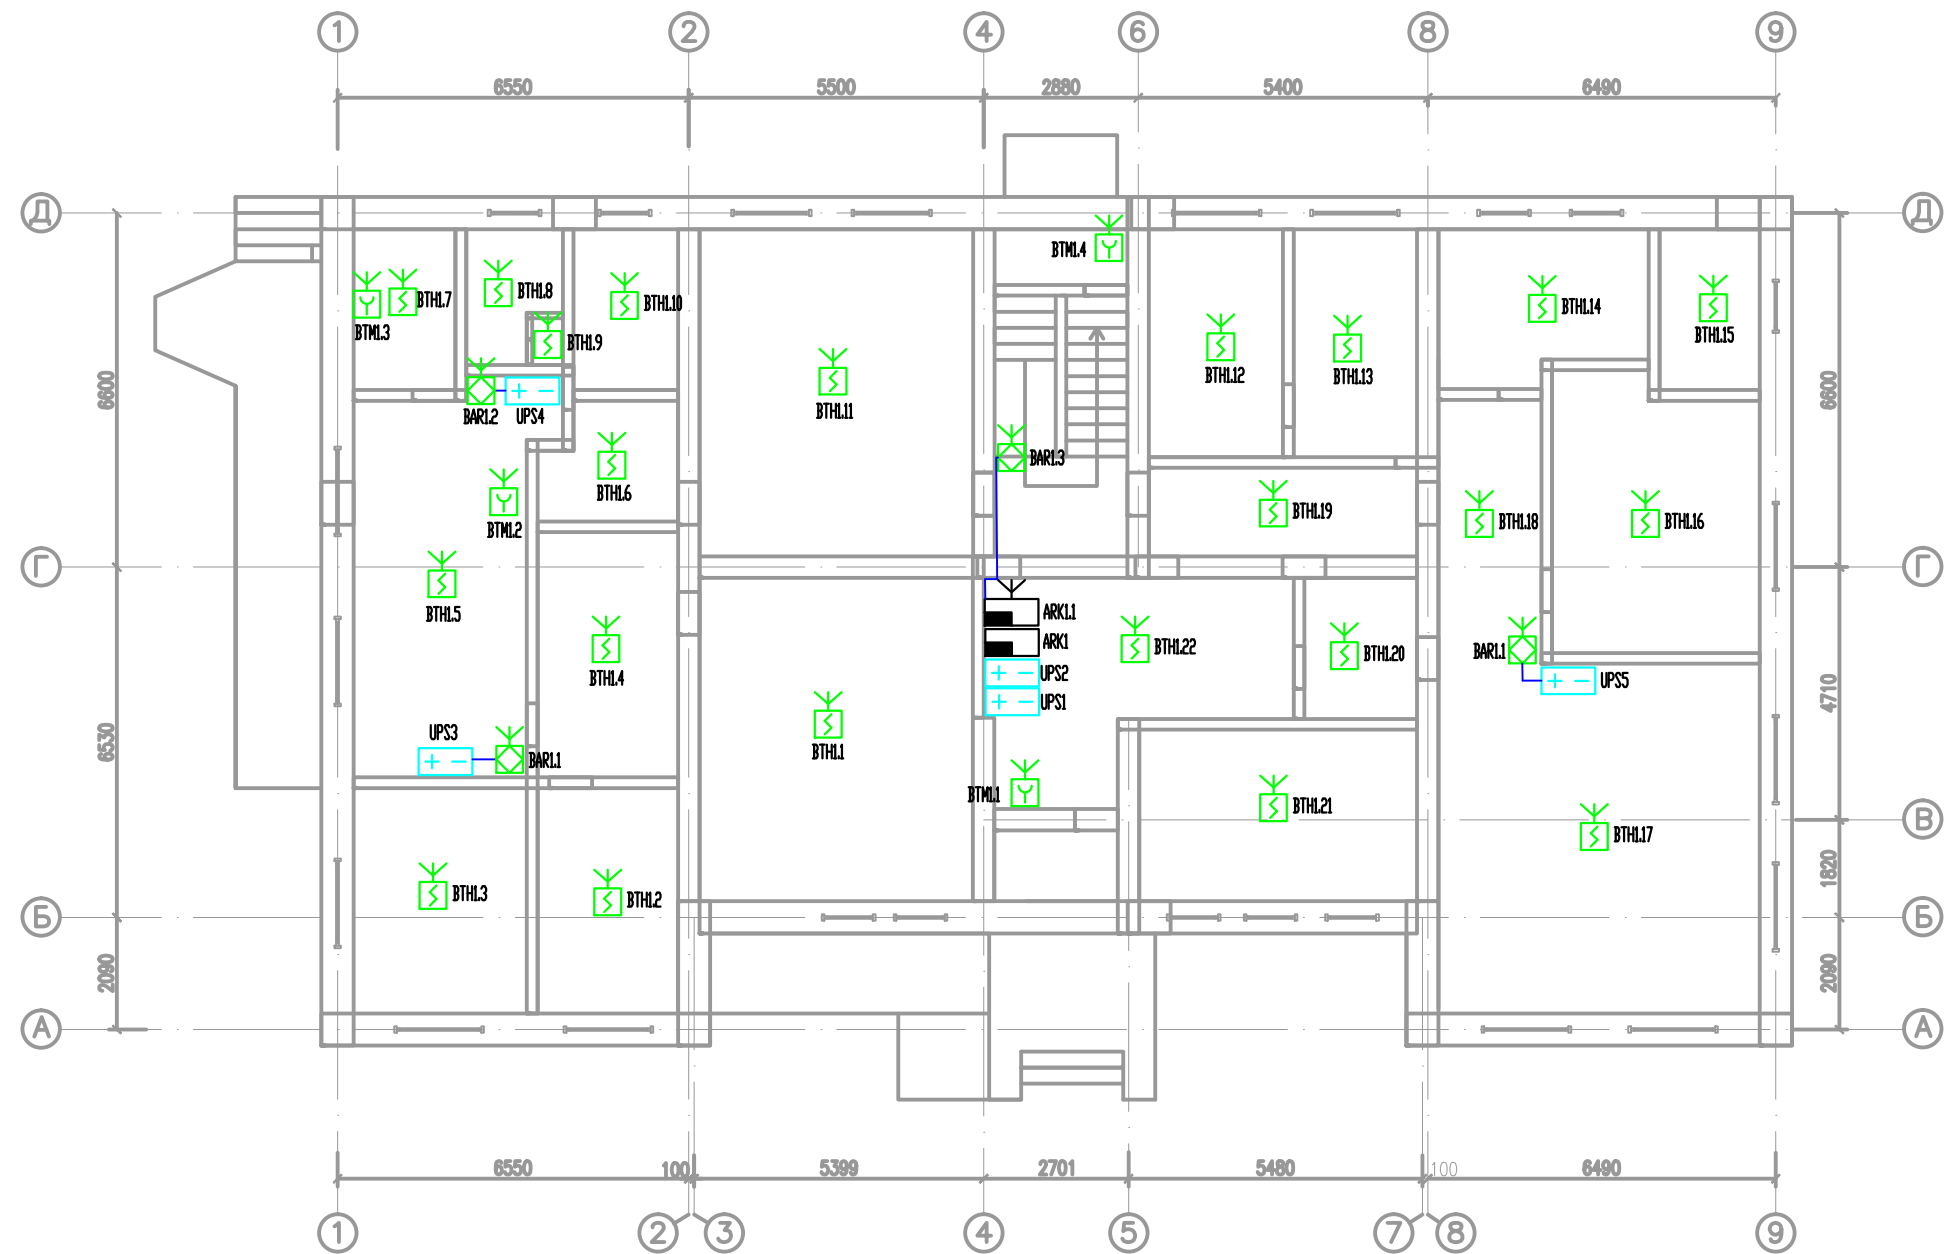 1 2 4 6 8 9
6550 5500 2880 5400 6490
Д Д
BTM1.4
BTH1.8
BTH1.7
BTH1.10
BTH1.14
BTM1.3
BTH1.15
BTH1.9
BTH1.12
BTH1.13
6600
6600
BAR1.2
UPS4
BTH1.11
BAR1.3
BTH1.6
BTH1.19
BTH1.18
BTH1.16
BTM1.2
Г Г
BTH1.5
ARK1.1
ARK1
BTH1.22
BTH1.20
BAR1.1
UPS2
UPS5
BTH1.4
UPS1
4710
6530
UPS3
BTH1.1
BAR1.1
BTM1.1
BTH1.21
В
BTH1.17
1820
BTH1.3
BTH1.2
Б Б
2090
2090
А А
6550 100 5399 2701 5480 100 6490
1 2 3 4 5 7 8 9